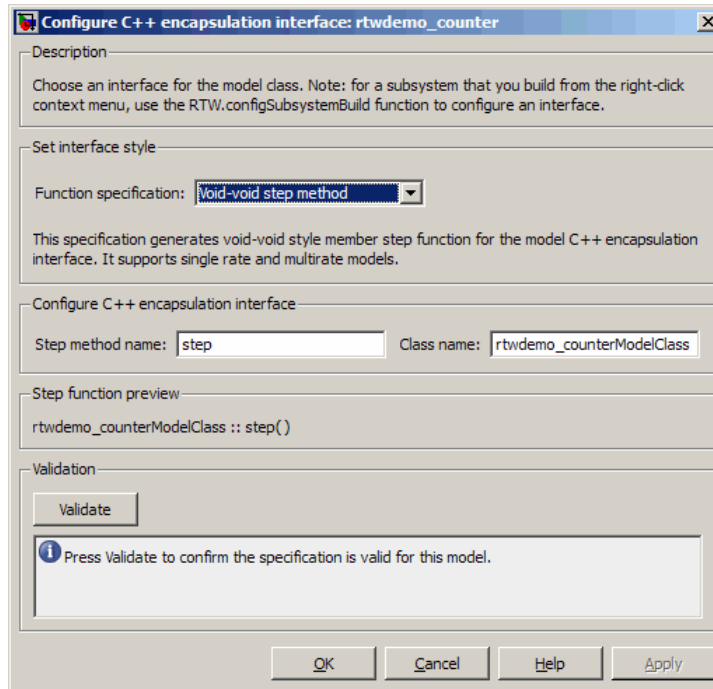 Configure C++ encapsulation interface: rtwdemo_counter
Description
Choose an interface for the model class. Note: for a subsystem that you build from the right-click
context menu, use the RTW.configSubsystemBuild function to configure an interface.
Set interface style
Function specification: Void-void step method
This specification generates void-void style member step function for the model C++ encapsulation
interface. It supports single rate and multirate models.
Configure C++ encapsulation interface
Step method name: step Class name: rtwdemo_counterModelClass
Step function preview
rtwdemo_counterModelClass :: step()
Validation
Validate
Press Validate to confirm the specification is valid for this model.
OK Cancel Help Apply